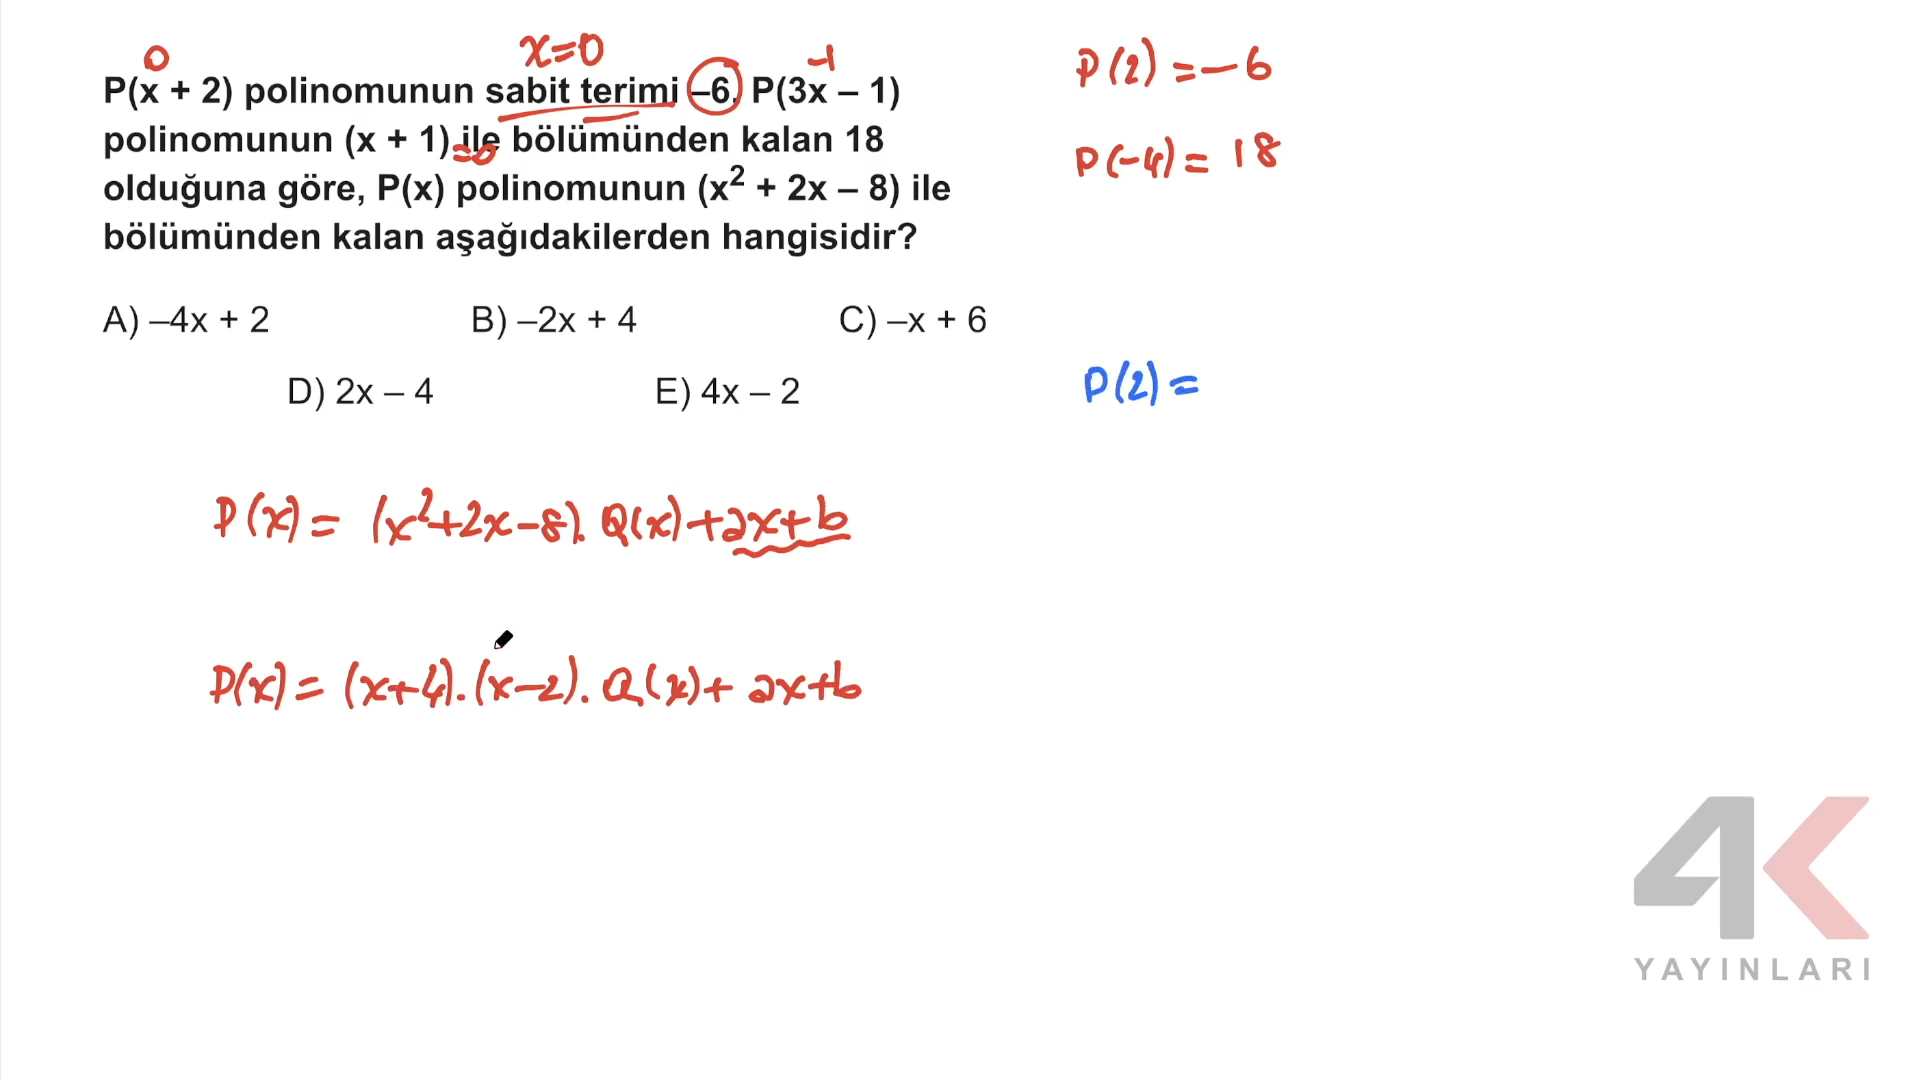 0
x=0
-1
P(x + 2) polinomunun sabit terimi –6, P(3x – 1)
polinomunun (x + 1) =0 ile bölümünden kalan 18
olduğuna göre, P(x) polinomunun (x² + 2x – 8) ile
bölümünden kalan aşağıdakilerden hangisidir?
A) –4x + 2 B) –2x + 4 C) –x + 6
D) 2x – 4 E) 4x – 2
P(2) = -6
P(-4) = 18
P(2) =
P(x) = (x²+2x-8). Q(x)+ax+b
P(x) = (x+4).(x-2). Q(x)+ ax+b
4K
YAYINLARI